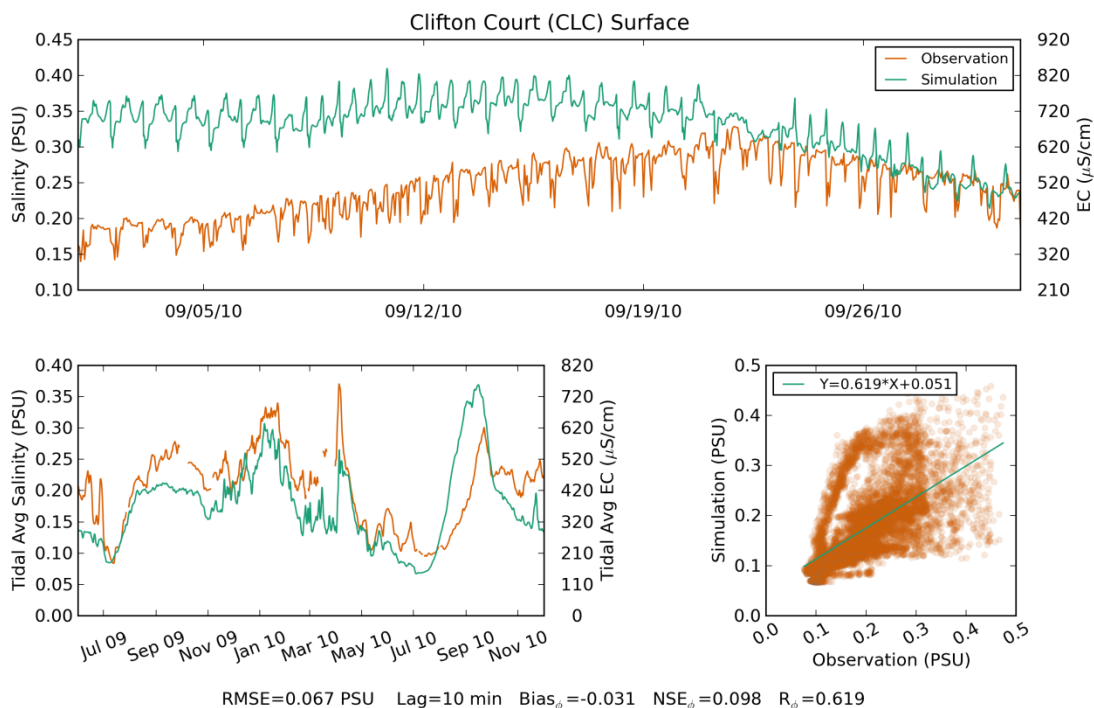 Clifton Court (CLC) Surface
Salinity (PSU)
0.45
0.40
0.35
0.30
0.25
0.20
0.15
0.10
Observation
Simulation
920
820
720
620
520
420
320
210
EC (μS/cm)
09/05/10 09/12/10 09/19/10 09/26/10
Tidal Avg Salinity (PSU)
0.40
0.35
0.30
0.25
0.20
0.15
0.10
0.05
0.00
820
760
620
520
420
320
210
110
0
Tidal Avg EC (μS/cm)
Jul 09 Sep 09 Nov 09 Jan 10 Mar 10 May 10 Jul 10 Sep 10 Nov 10
Simulation (PSU)
0.5
0.4
0.3
0.2
0.1
0.0
Y=0.619*X+0.051
0.0 0.1 0.2 0.3 0.4 0.5
Observation (PSU)
RMSE=0.067 PSU Lag=10 min Biasϕ=-0.031 NSEϕ=0.098 Rϕ=0.619